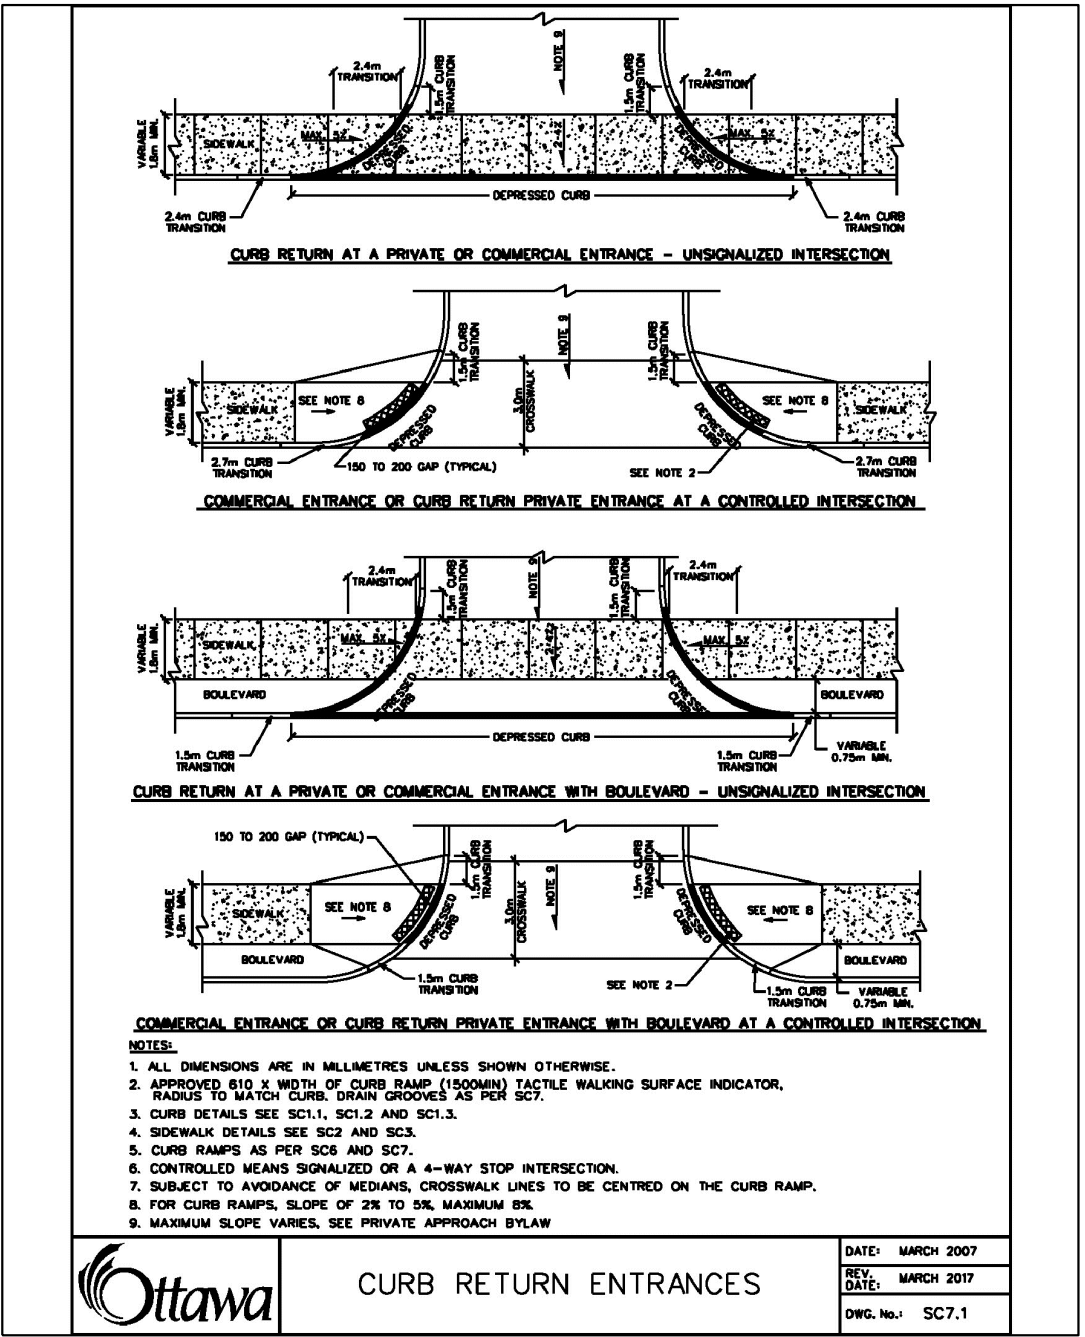 NOTE 9
2.4m
TRANSITION
1.5m CURB
TRANSITION
1.5m CURB
TRANSITION
2.4m
TRANSITION
VARIABLE
1.8m MIN.
SIDEWALK
MAX. 5%
DEPRESSED
CURB
2-4%
DEPRESSED
CURB
MAX. 5%
DEPRESSED CURB
2.4m CURB
TRANSITION
2.4m CURB
TRANSITION
CURB RETURN AT A PRIVATE OR COMMERCIAL ENTRANCE - UNSIGNALIZED INTERSECTION
NOTE 9
1.5m CURB
TRANSITION
1.5m CURB
TRANSITION
VARIABLE
1.8m MIN.
SIDEWALK
SEE NOTE 8
DEPRESSED
CURB
3.0m
CROSSWALK
DEPRESSED
CURB
SEE NOTE 8
SIDEWALK
2.7m CURB
TRANSITION
150 TO 200 GAP (TYPICAL)
SEE NOTE 2
2.7m CURB
TRANSITION
COMMERCIAL ENTRANCE OR CURB RETURN PRIVATE ENTRANCE AT A CONTROLLED INTERSECTION
2.4m
TRANSITION
1.5m CURB
TRANSITION
NOTE 9
1.5m CURB
TRANSITION
2.4m
TRANSITION
VARIABLE
1.8m MIN.
SIDEWALK
MAX. 5%
MAX. 5%
BOULEVARD
DEPRESSED
CURB
DEPRESSED
CURB
BOULEVARD
DEPRESSED CURB
1.5m CURB
TRANSITION
1.5m CURB
TRANSITION
VARIABLE
0.75m MIN.
CURB RETURN AT A PRIVATE OR COMMERCIAL ENTRANCE WITH BOULEVARD - UNSIGNALIZED INTERSECTION
150 TO 200 GAP (TYPICAL)
1.5m CURB
TRANSITION
NOTE 9
1.5m CURB
TRANSITION
VARIABLE
1.8m MIN.
SIDEWALK
SEE NOTE 8
DEPRESSED
CURB
3.0m
CROSSWALK
DEPRESSED
CURB
SEE NOTE 8
SIDEWALK
BOULEVARD
BOULEVARD
1.5m CURB
TRANSITION
SEE NOTE 2
1.5m CURB
TRANSITION
VARIABLE
0.75m MIN.
COMMERCIAL ENTRANCE OR CURB RETURN PRIVATE ENTRANCE WITH BOULEVARD AT A CONTROLLED INTERSECTION
NOTES:
1. ALL DIMENSIONS ARE IN MILLIMETRES UNLESS SHOWN OTHERWISE.
2. APPROVED 610 X WIDTH OF CURB RAMP (1500MIN) TACTILE WALKING SURFACE INDICATOR,
RADIUS TO MATCH CURB. DRAIN GROOVES AS PER SC7.
3. CURB DETAILS SEE SC1.1, SC1.2 AND SC1.3.
4. SIDEWALK DETAILS SEE SC2 AND SC3.
5. CURB RAMPS AS PER SC6 AND SC7.
6. CONTROLLED MEANS SIGNALIZED OR A 4-WAY STOP INTERSECTION.
7. SUBJECT TO AVOIDANCE OF MEDIANS, CROSSWALK LINES TO BE CENTRED ON THE CURB RAMP.
8. FOR CURB RAMPS, SLOPE OF 2% TO 5%, MAXIMUM 8%.
9. MAXIMUM SLOPE VARIES, SEE PRIVATE APPROACH BYLAW
Ottawa
CURB RETURN ENTRANCES
DATE: MARCH 2007
REV.
DATE: MARCH 2017
DWG. No.: SC7.1